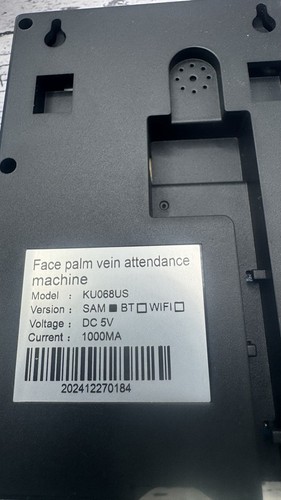 Face palm vein attendance
machine
Model : KU068US
Version : SAM ■ BT □ WIFI □
Voltage : DC 5V
Current : 1000MA
202412270184